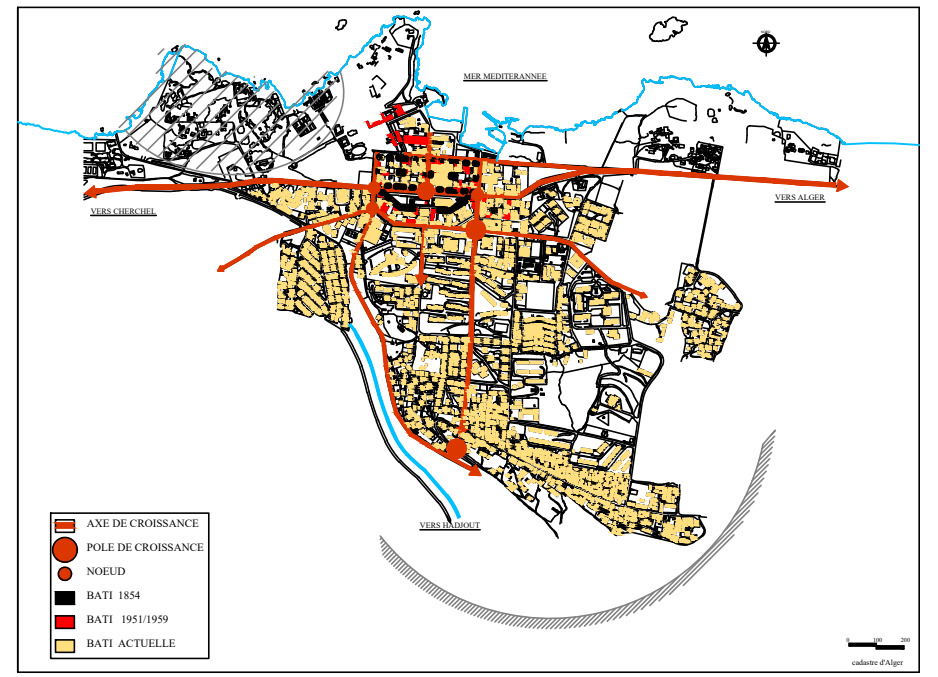 MER MEDITERANNEE
VERS CHERCHEL
VERS ALGER
VERS HADJOUT
AXE DE CROISSANCE
POLE DE CROISSANCE
NOEUD
BATI 1854
BATI 1951/1959
BATI ACTUELLE
0 100 200
cadastre d'Alger